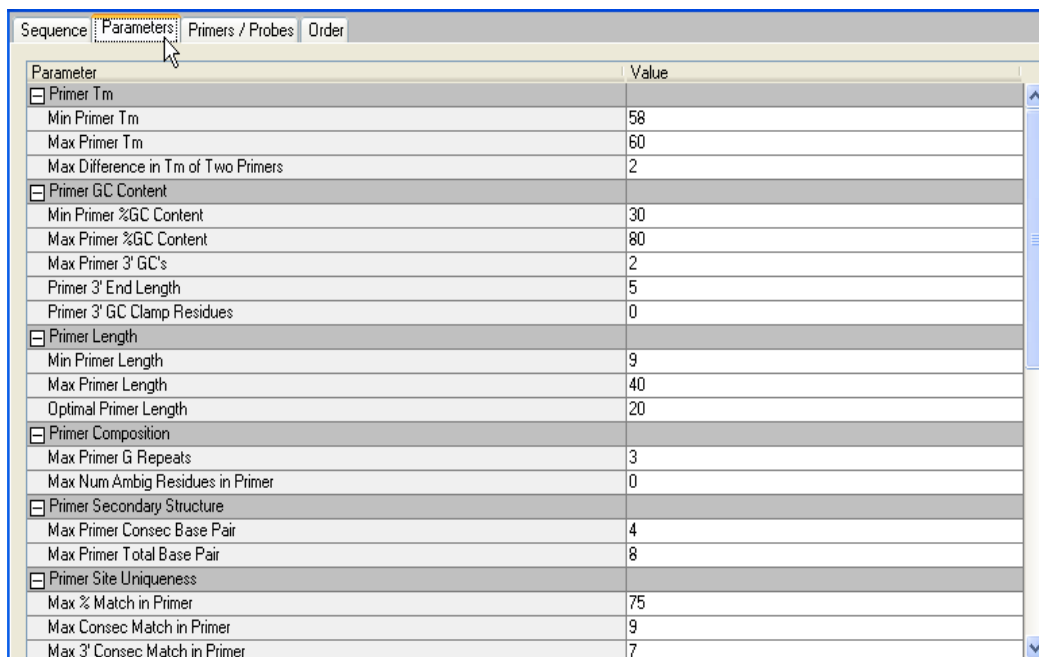 Sequence Parameters Primers / Probes Order
Parameter Value
Primer Tm
Min Primer Tm 58
Max Primer Tm 60
Max Difference in Tm of Two Primers 2
Primer GC Content
Min Primer %GC Content 30
Max Primer %GC Content 80
Max Primer 3' GC's 2
Primer 3' End Length 5
Primer 3' GC Clamp Residues 0
Primer Length
Min Primer Length 9
Max Primer Length 40
Optimal Primer Length 20
Primer Composition
Max Primer G Repeats 3
Max Num Ambig Residues in Primer 0
Primer Secondary Structure
Max Primer Consec Base Pair 4
Max Primer Total Base Pair 8
Primer Site Uniqueness
Max % Match in Primer 75
Max Consec Match in Primer 9
Max 3' Consec Match in Primer 7